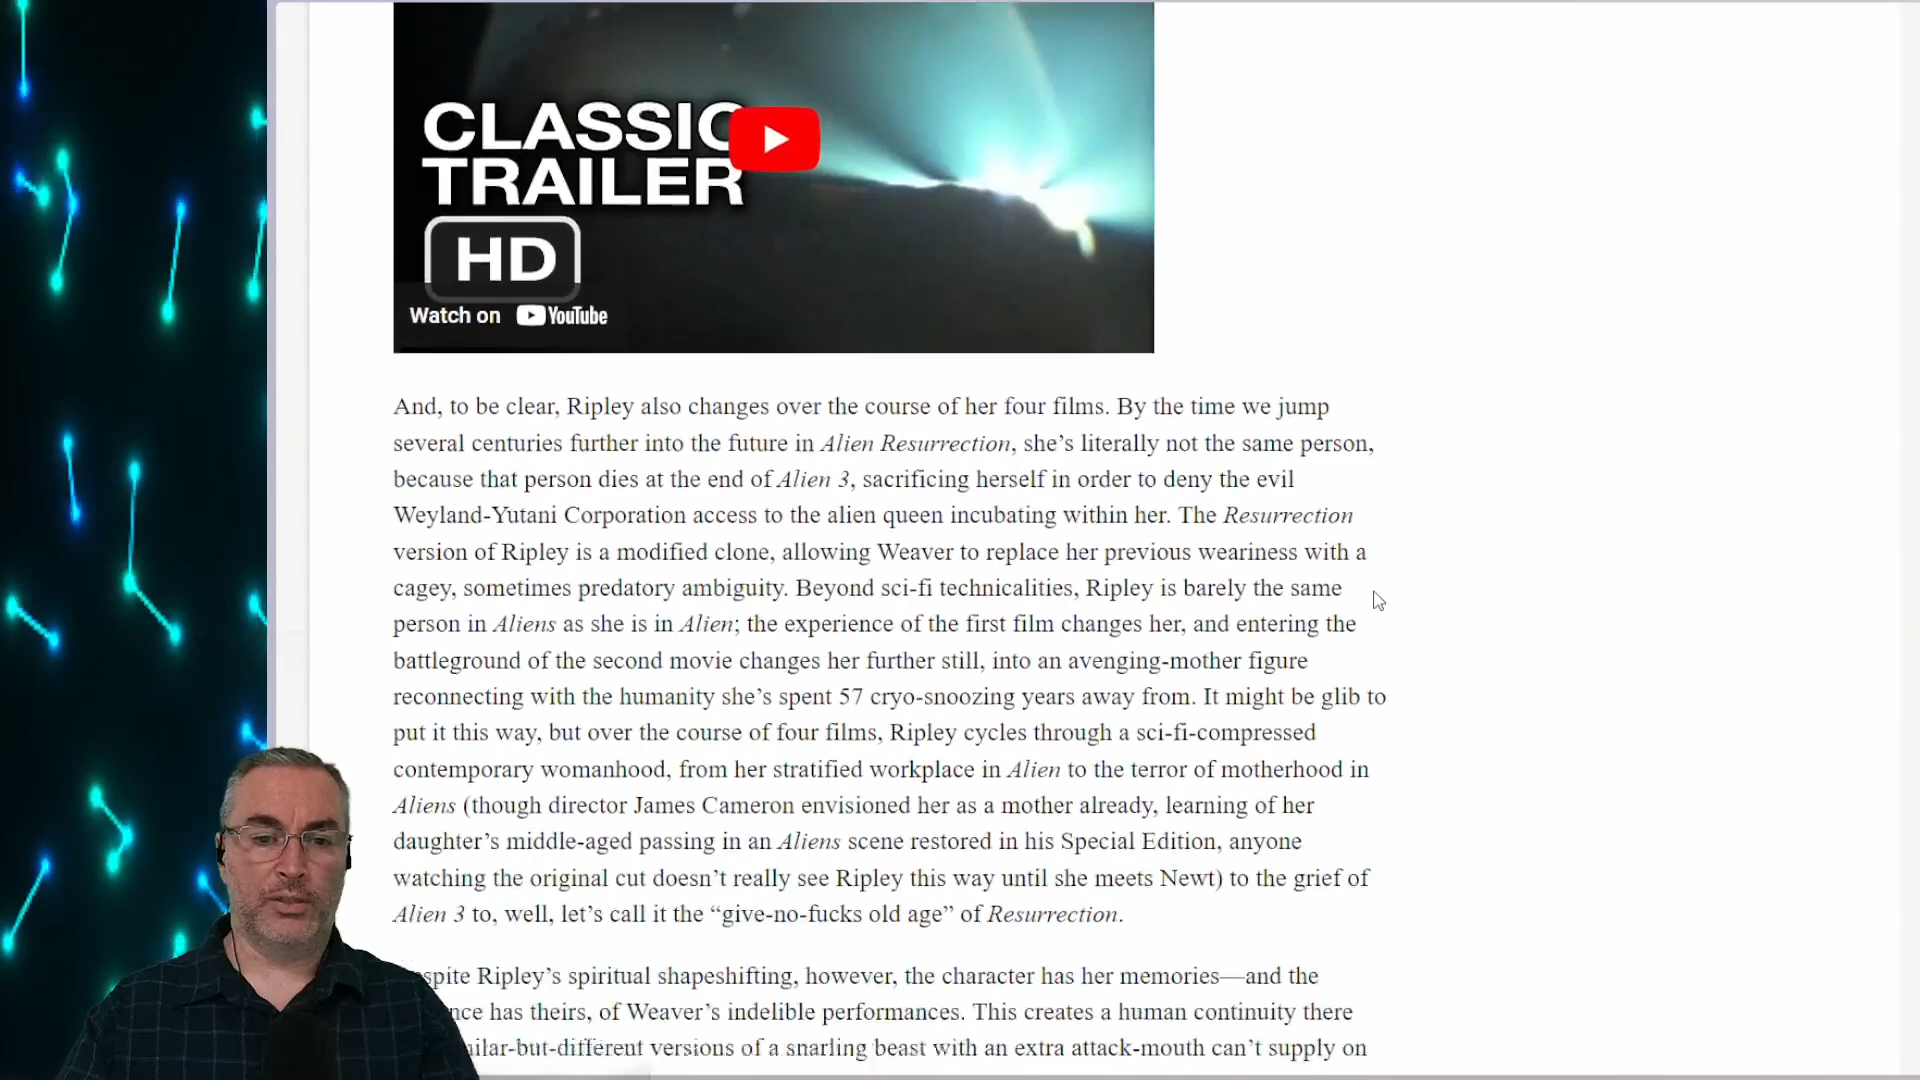 CLASSIC
TRAILER
HD
Watch on YouTube
And, to be clear, Ripley also changes over the course of her four films. By the time we jump
several centuries further into the future in Alien Resurrection, she’s literally not the same person,
because that person dies at the end of Alien 3, sacrificing herself in order to deny the evil
Weyland-Yutani Corporation access to the alien queen incubating within her. The Resurrection
version of Ripley is a modified clone, allowing Weaver to replace her previous weariness with a
cagey, sometimes predatory ambiguity. Beyond sci-fi technicalities, Ripley is barely the same
person in Aliens as she is in Alien; the experience of the first film changes her, and entering the
battleground of the second movie changes her further still, into an avenging-mother figure
reconnecting with the humanity she’s spent 57 cryo-snoozing years away from. It might be glib to
put it this way, but over the course of four films, Ripley cycles through a sci-fi-compressed
contemporary womanhood, from her stratified workplace in Alien to the terror of motherhood in
Aliens (though director James Cameron envisioned her as a mother already, learning of her
daughter’s middle-aged passing in an Aliens scene restored in his Special Edition, anyone
watching the original cut doesn’t really see Ripley this way until she meets Newt) to the grief of
Alien 3 to, well, let’s call it the “give-no-fucks old age” of Resurrection.
Ripley’s spiritual shapeshifting, however, the character has her memories—and the
has theirs, of Weaver’s indelible performances. This creates a human continuity there
versions of a snarling beast with an extra attack-mouth can’t supply on